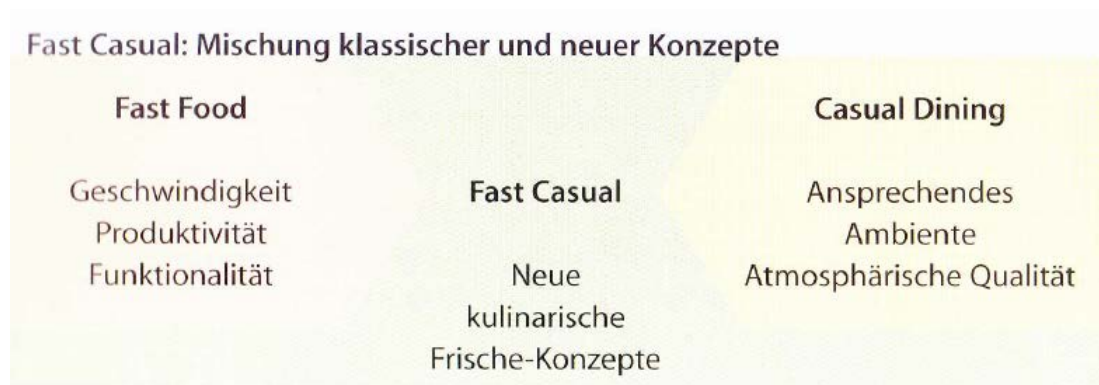 Fast Casual: Mischung klassischer und neuer Konzepte
Fast Food
Geschwindigkeit
Produktivität
Funktionalität
Fast Casual
Neue
kulinarische
Frische-Konzepte
Casual Dining
Ansprechendes
Ambiente
Atmosphärische Qualität